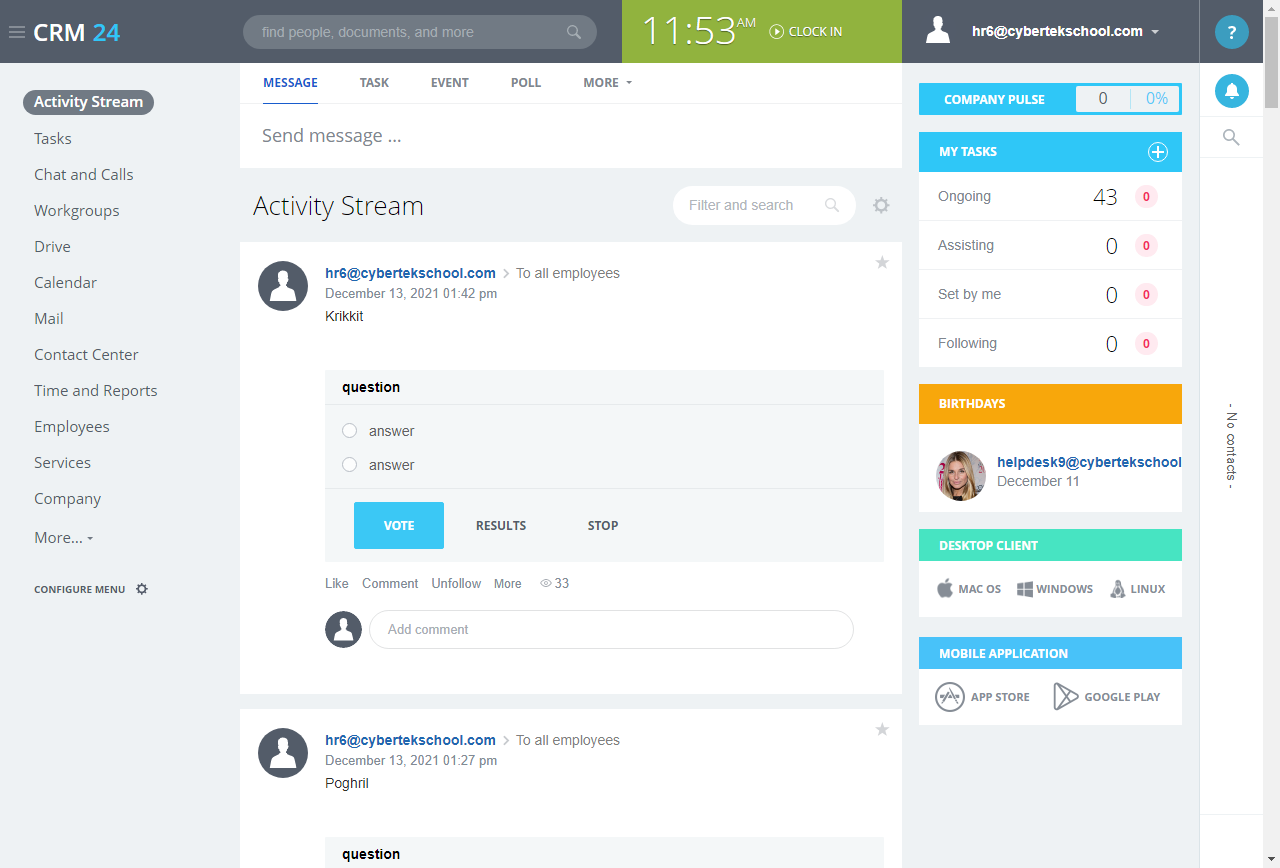 CRM 24
find people, documents, and more
11:53 AM
CLOCK IN
hr6@cybertekschool.com
?
Activity Stream
Tasks
Chat and Calls
Workgroups
Drive
Calendar
Mail
Contact Center
Time and Reports
Employees
Services
Company
More...
CONFIGURE MENU
MESSAGE TASK EVENT POLL MORE
Send message ...
Activity Stream
Filter and search
hr6@cybertekschool.com To all employees
December 13, 2021 01:42 pm
Krikkit
question
answer
answer
VOTE RESULTS STOP
Like Comment Unfollow More 33
Add comment
hr6@cybertekschool.com To all employees
December 13, 2021 01:27 pm
Poghril
question
COMPANY PULSE 0 0%
MY TASKS
Ongoing 43 0
Assisting 0 0
Set by me 0 0
Following 0 0
BIRTHDAYS
helpdesk9@cybertekschool
December 11
DESKTOP CLIENT
MAC OS WINDOWS LINUX
MOBILE APPLICATION
APP STORE GOOGLE PLAY
- No contacts -